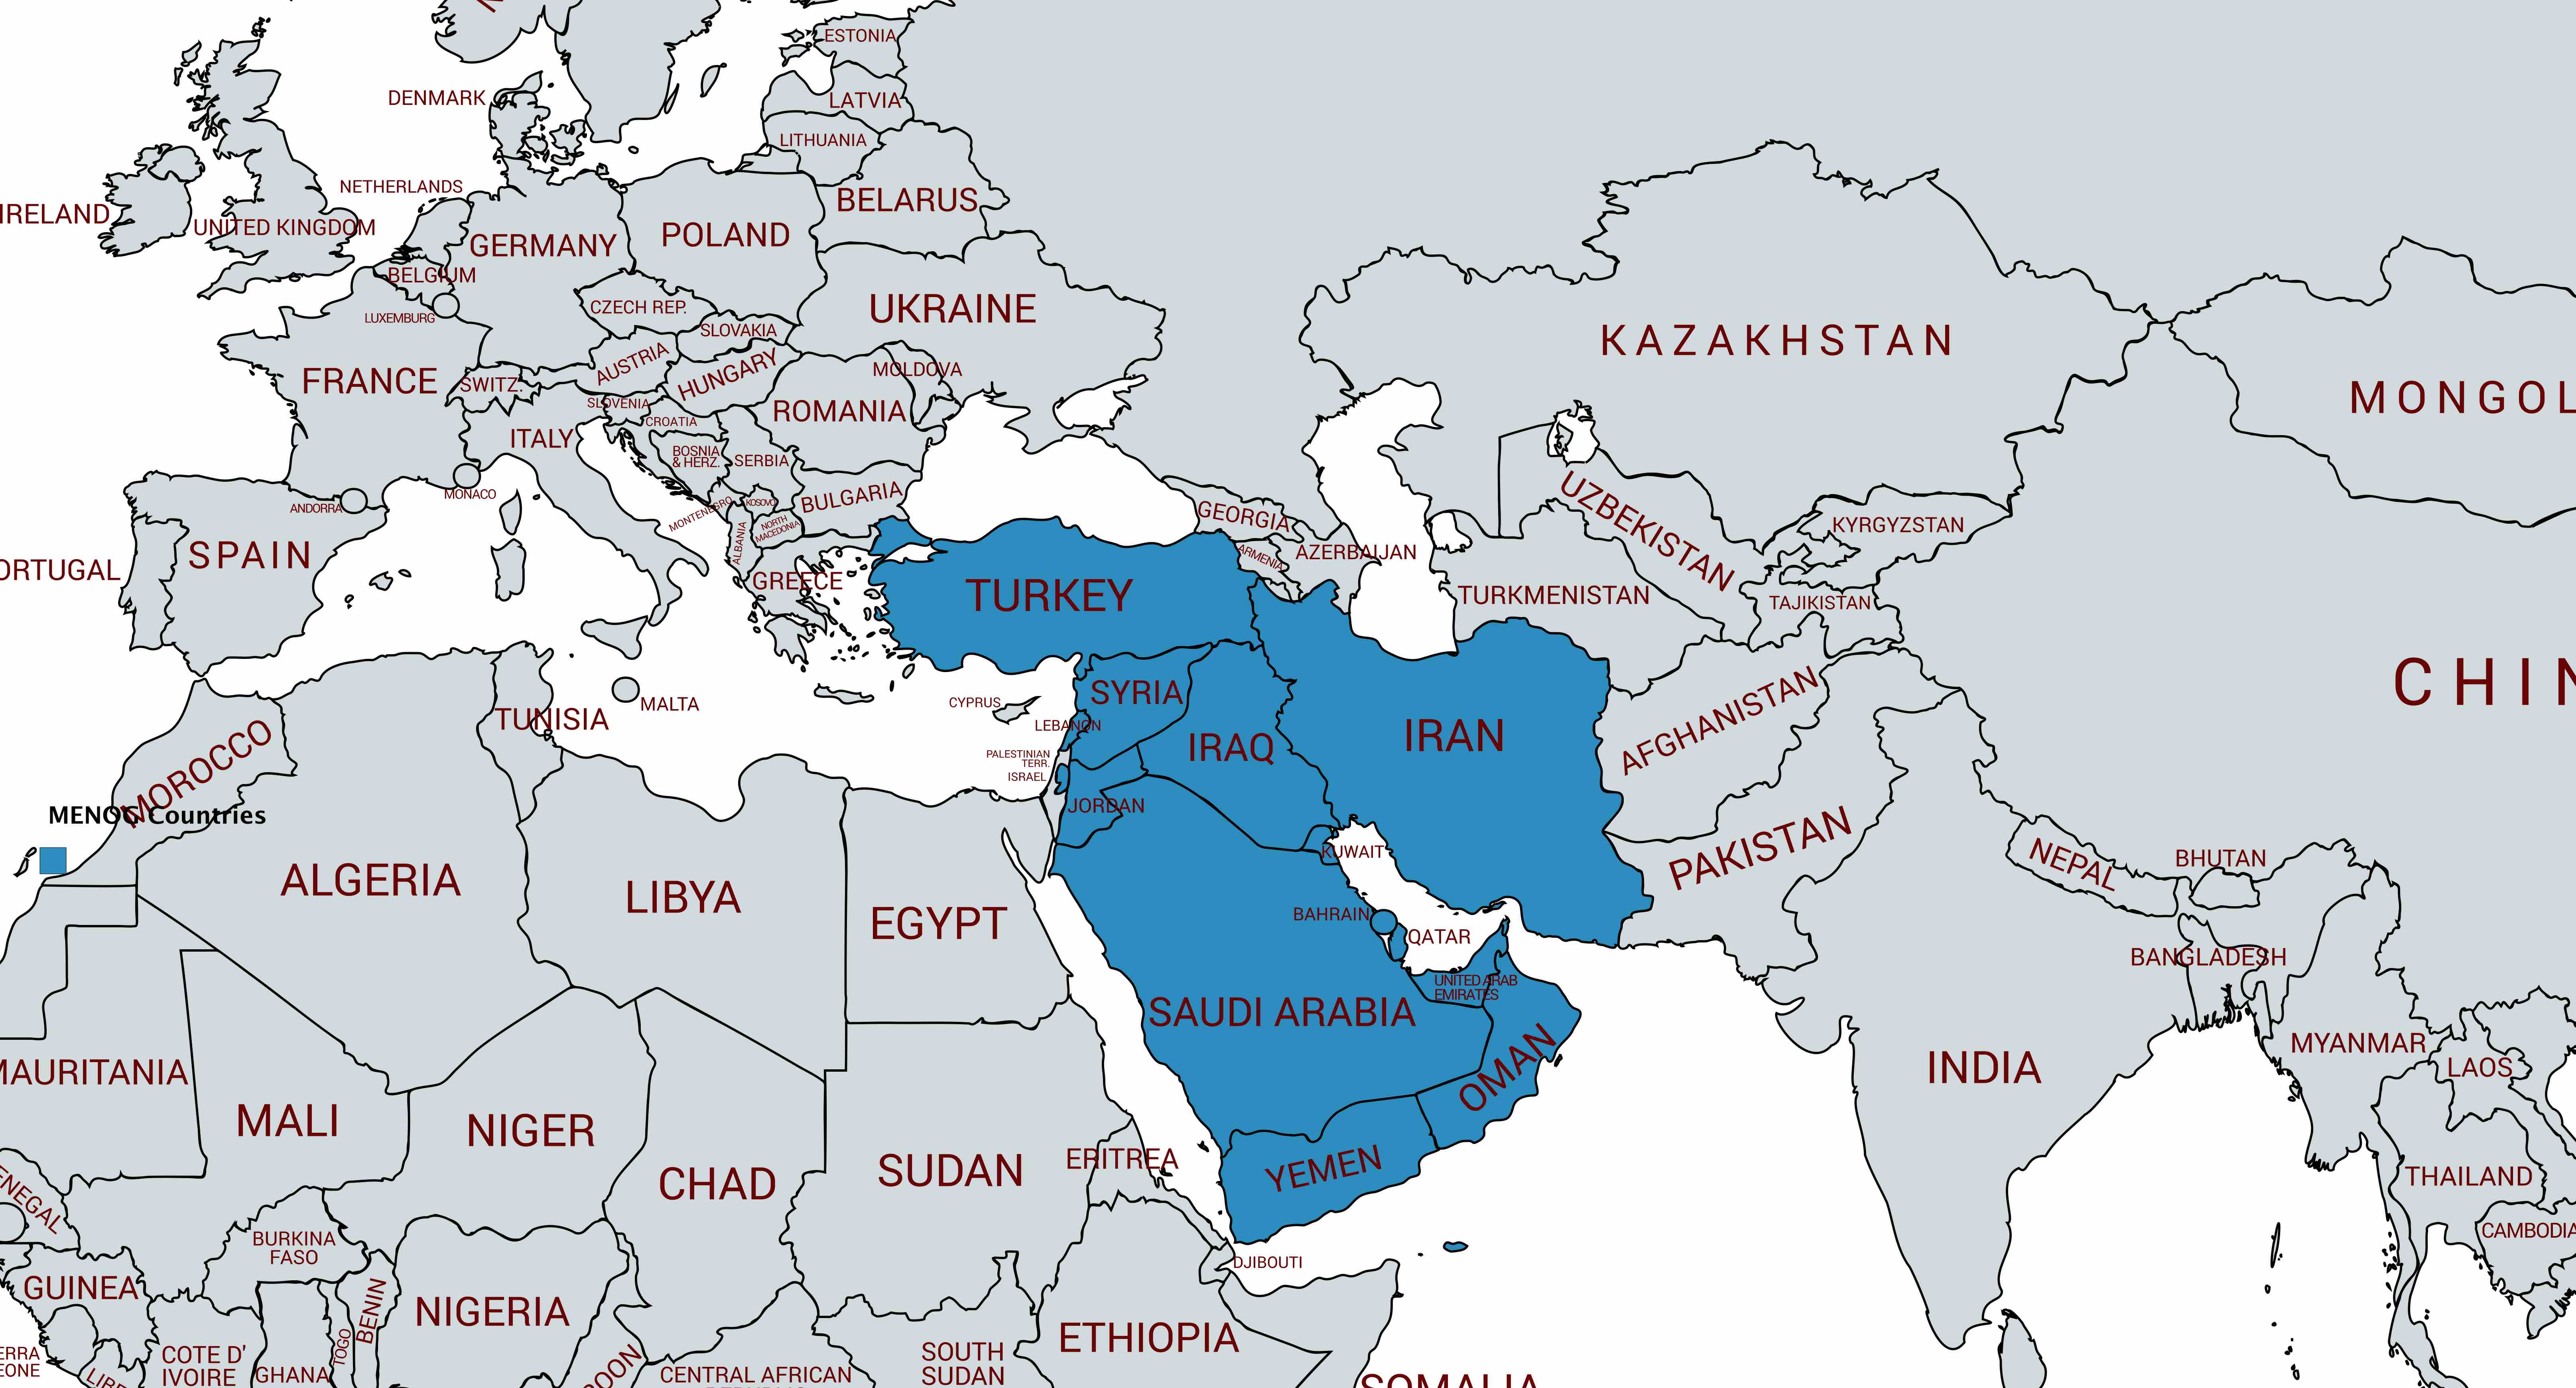 ESTONIA
DENMARK
LATVIA
LITHUANIA
NETHERLANDS
BELARUS
IRELAND
UNITED KINGDOM
POLAND
GERMANY
BELGIUM
CZECH REP.
UKRAINE
LUXEMBURG
SLOVAKIA
KAZAKHSTAN
AUSTRIA
MOLDOVA
HUNGARY
FRANCE
SWITZ.
MONGOL
SLOVENIA
ROMANIA
CROATIA
ITALY
BOSNIA
& HERZ.
SERBIA
MONACO
BULGARIA
ANDORRA
KOSOVO
MONTENEGRO
GEORGIA
NORTH
MACEDONIA
ALBANIA
UZBEKISTAN
KYRGYZSTAN
SPAIN
AZERBAIJAN
ARMENIA
ORTUGAL
GREECE
TURKEY
TURKMENISTAN
TAJIKISTAN
CHIN
MALTA
CYPRUS
SYRIA
TUNISIA
LEBANON
AFGHANISTAN
IRAN
IRAQ
PALESTINIAN
TERR.
ISRAEL
MOROCCO
JORDAN
MENOG Countries
PAKISTAN
KUWAIT
NEPAL
BHUTAN
ALGERIA
LIBYA
EGYPT
BAHRAIN
QATAR
BANGLADESH
UNITED ARAB
EMIRATES
SAUDI ARABIA
MYANMAR
OMAN
INDIA
LAOS
MAURITANIA
MALI
NIGER
ERITREA
YEMEN
SUDAN
CHAD
THAILAND
ENEGAL
BURKINA
FASO
CAMBODIA
DJIBOUTI
GUINEA
NIGERIA
BENIN
ETHIOPIA
TOGO
COTE D'
IVOIRE
GHANA
SOUTH
SUDAN
ERRA
EONE
OON
CENTRAL AFRICAN
SOMALIA